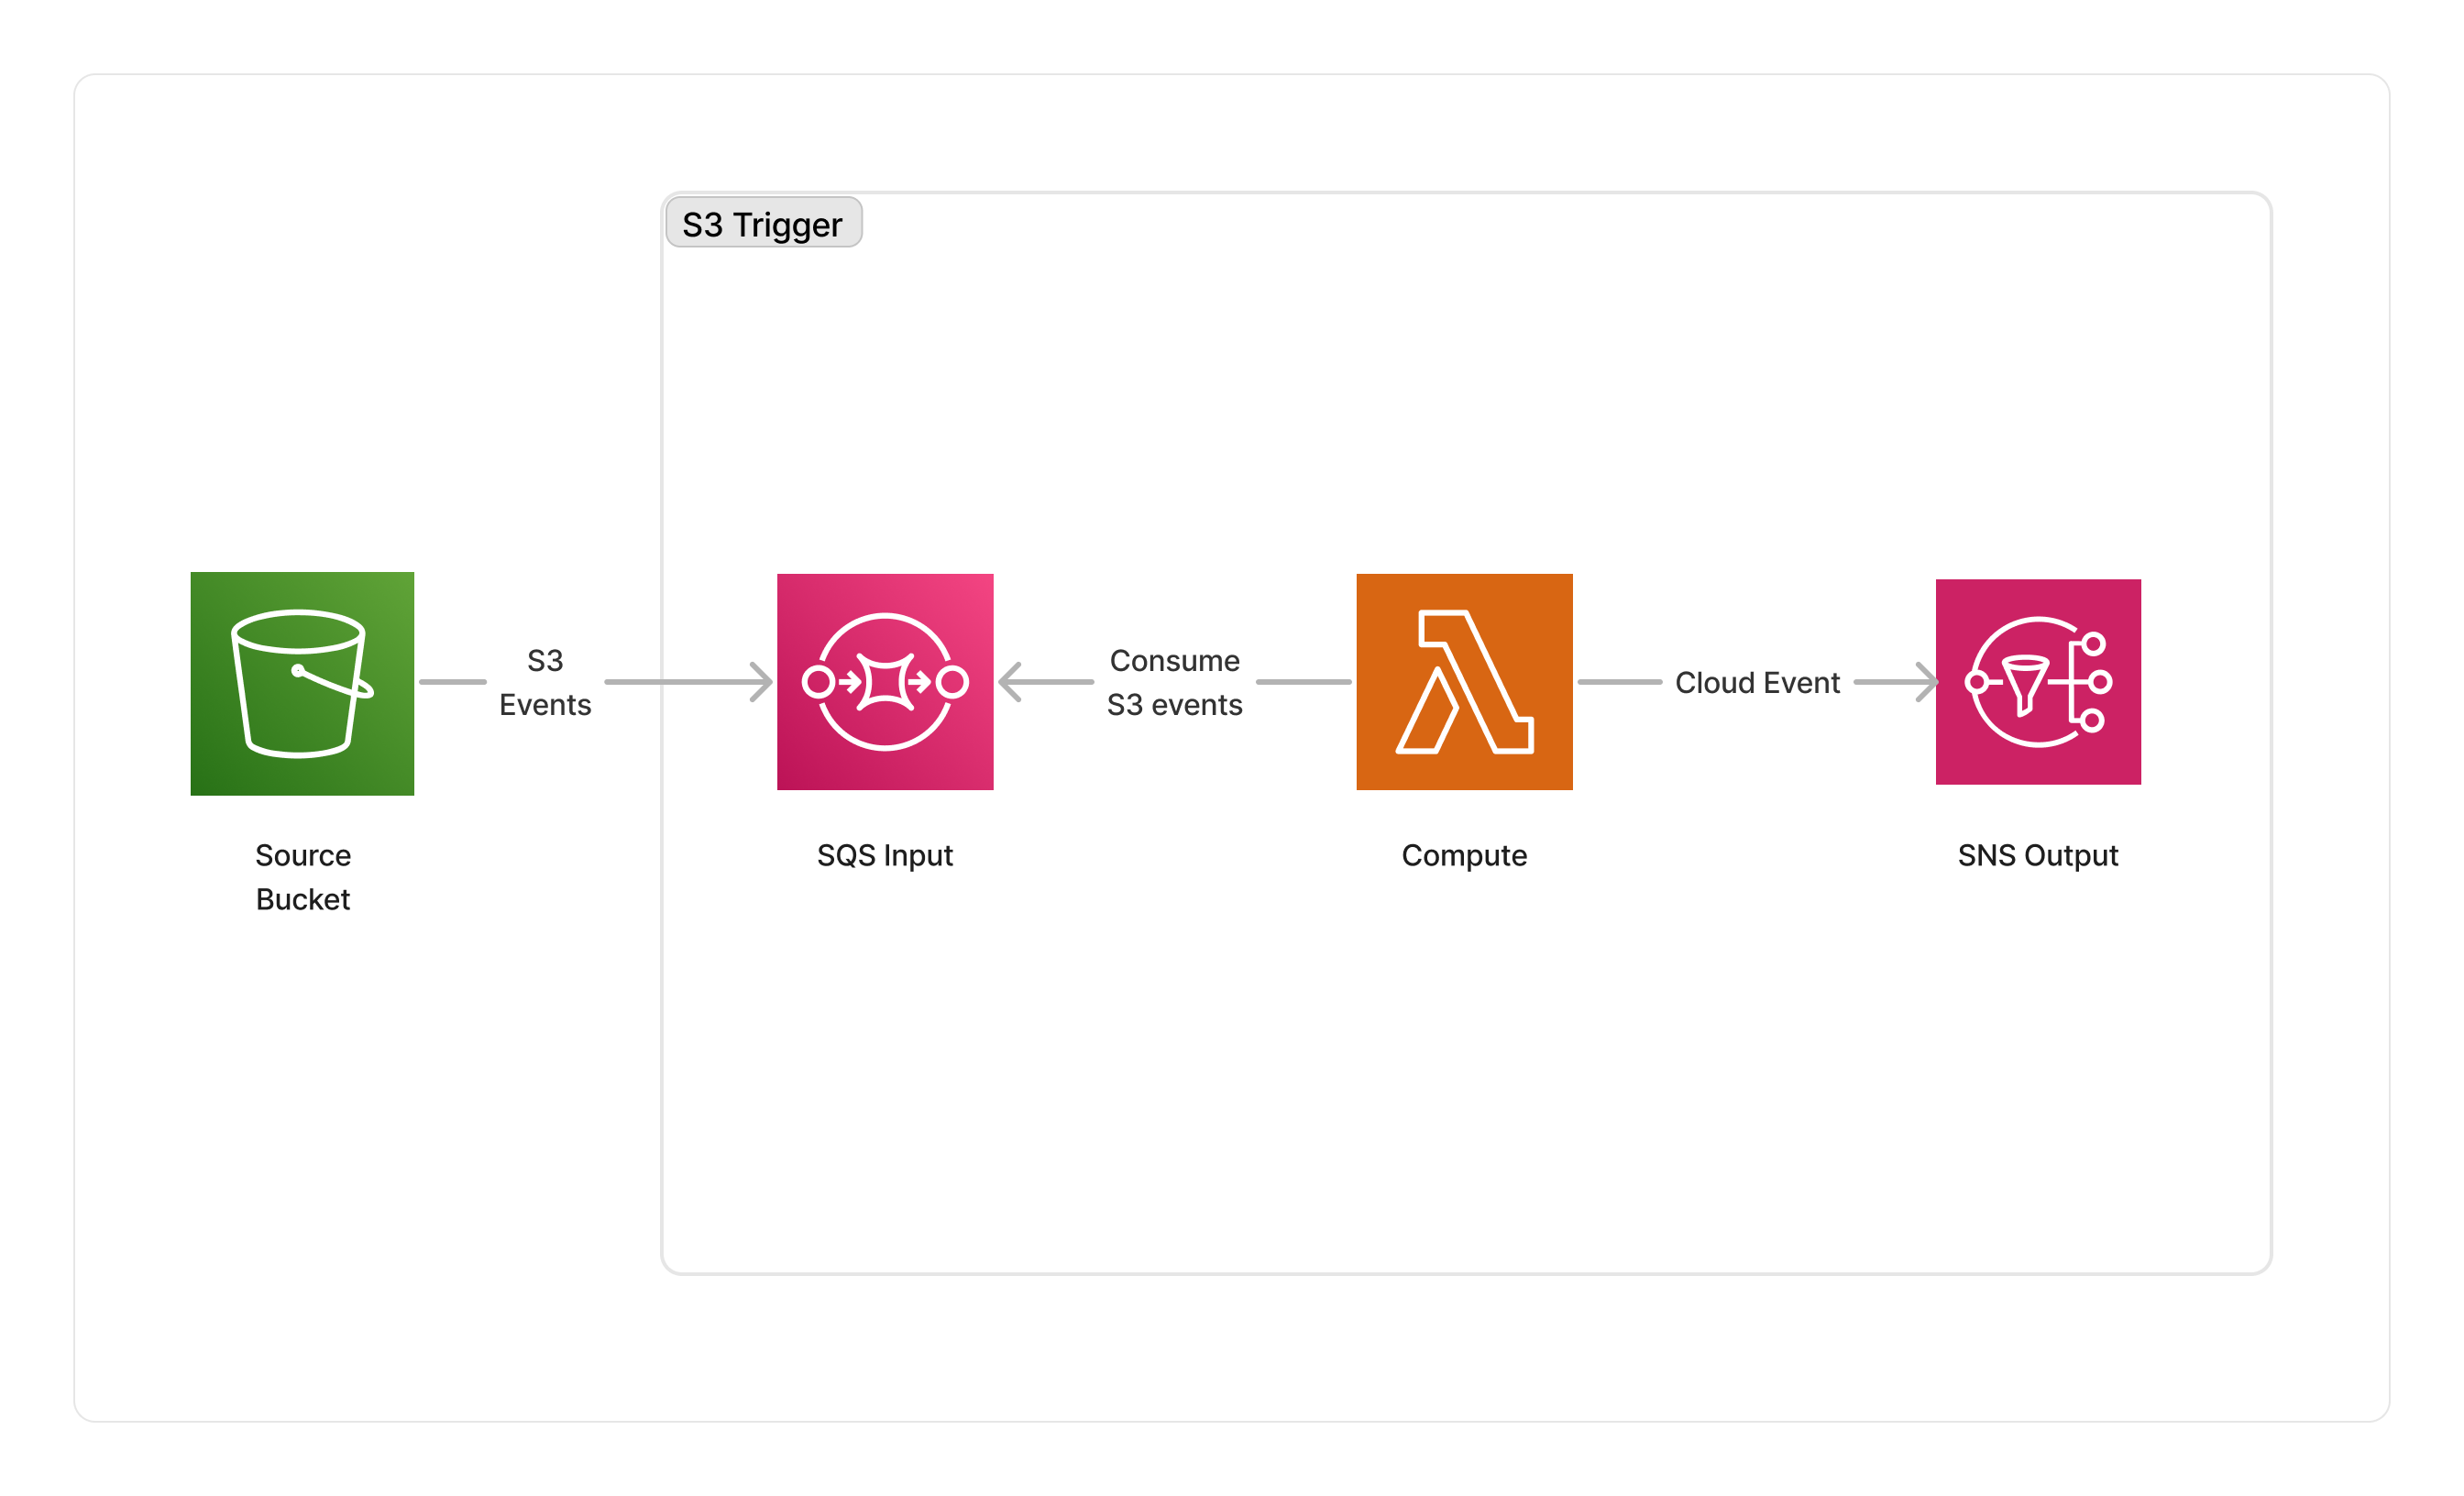 S3 Trigger
S3
Events
Consume
S3 events
Cloud Event
Source
Bucket
SQS Input
Compute
SNS Output